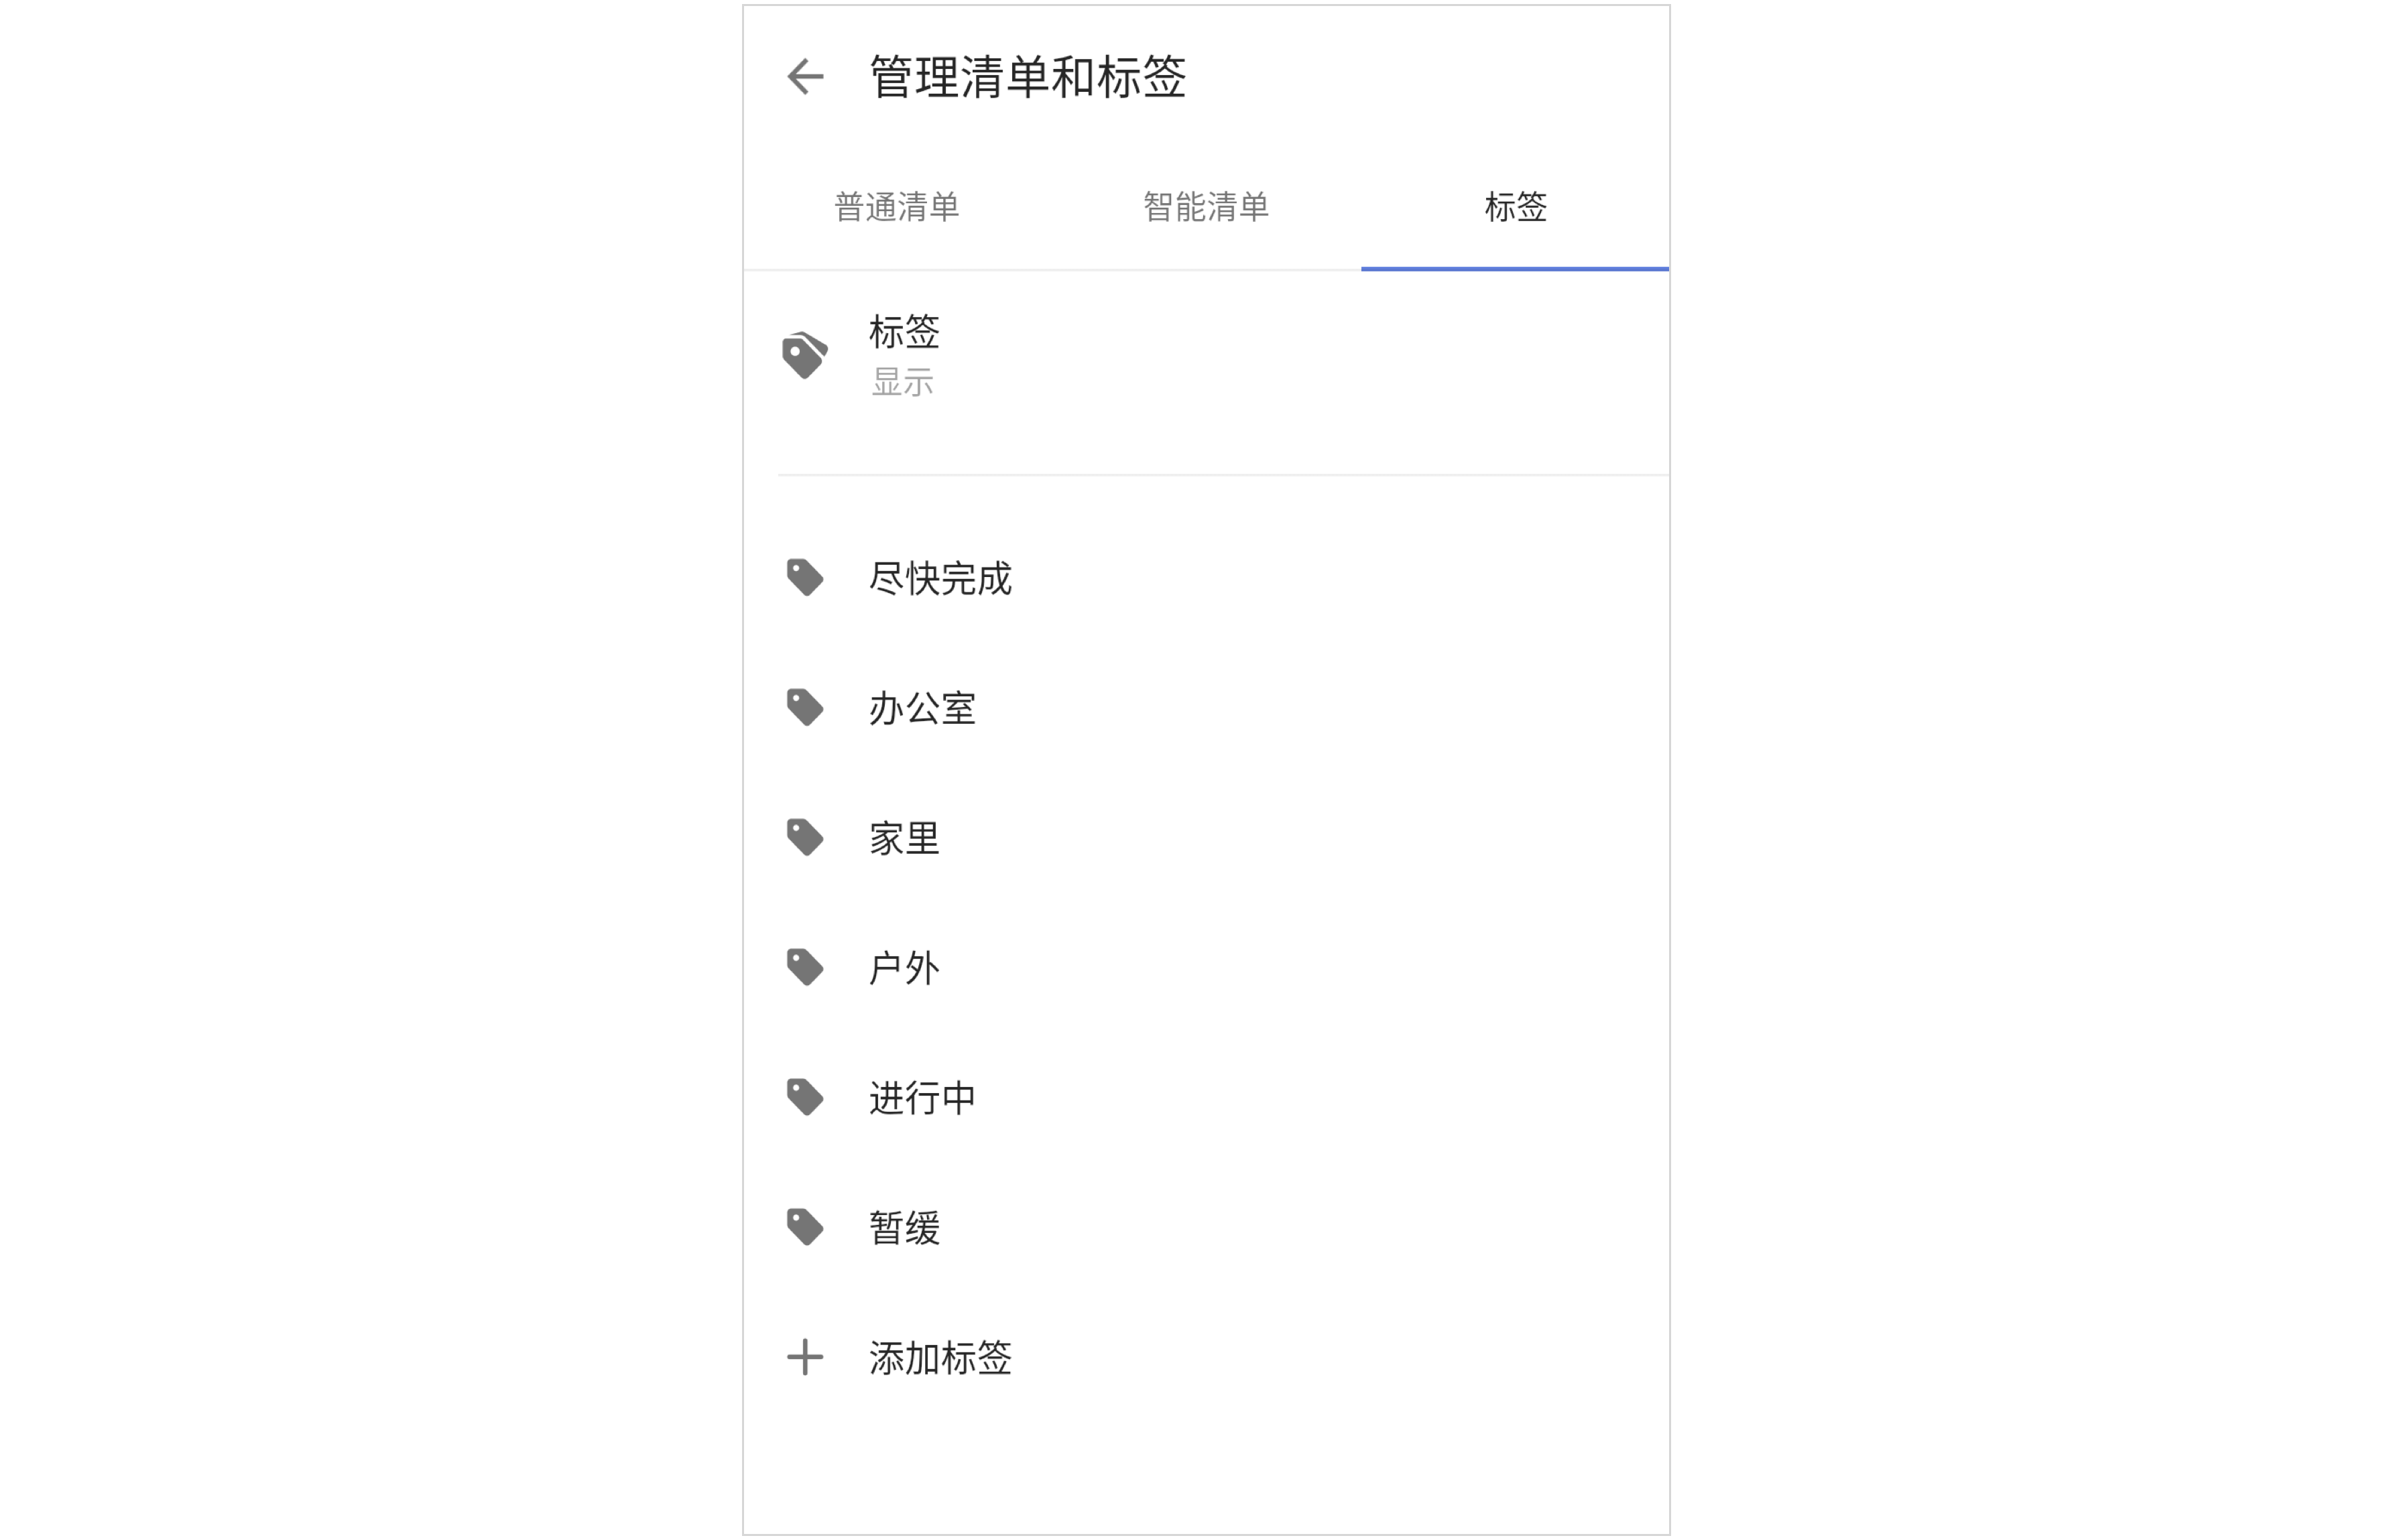 管理清单和标签
普通清单 智能清单 标签
标签
显示
尽快完成
办公室
家里
户外
进行中
暂缓
添加标签